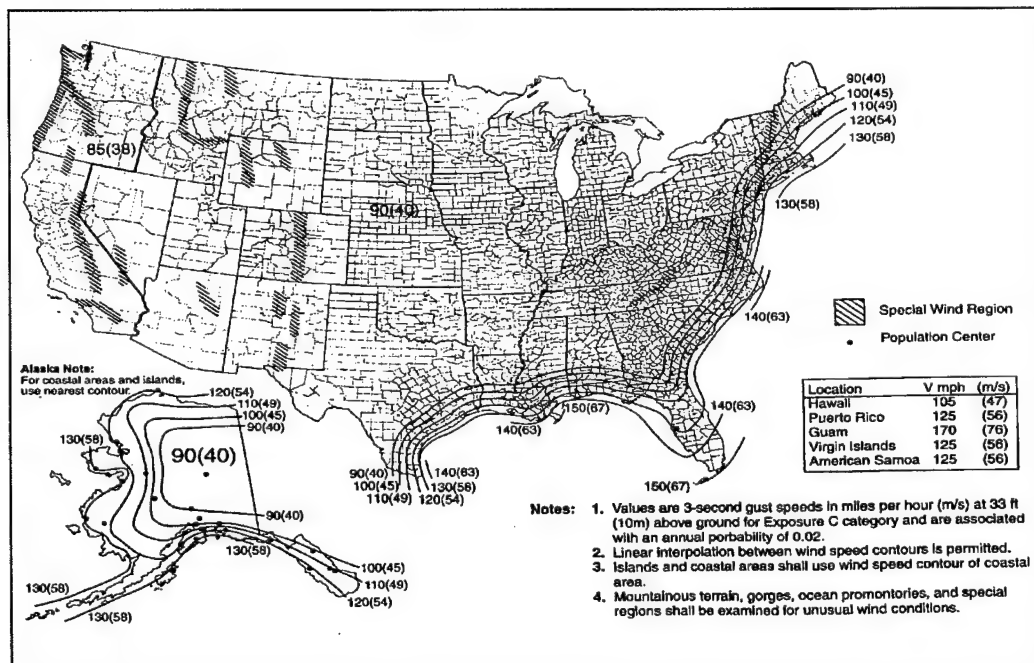 90(40)
100(45)
110(49)
120(54)
130(58)
130(58)
85(38)
90(40)
140(63)
Special Wind Region
Population Center
Location V mph (m/s)
Hawaii 105 (47)
Puerto Rico 125 (56)
Guam 170 (76)
Virgin Islands 125 (56)
American Samoa 125 (56)
Alaska Note:
For coastal areas and islands,
use nearest contour.
120(54)
110(49)
100(45)
90(40)
130(58)
90(40)
90(40)
130(58)
100(45)
110(49)
120(54)
130(58)
130(58)
90(40)
100(45)
110(49)
140(63)
130(58)
120(54)
140(63)
150(67)
140(63)
150(67)
Notes: 1. Values are 3-second gust speeds in miles per hour (m/s) at 33 ft
(10m) above ground for Exposure C category and are associated
with an annual porbability of 0.02.
2. Linear interpolation between wind speed contours is permitted.
3. Islands and coastal areas shall use wind speed contour of coastal
area.
4. Mountainous terrain, gorges, ocean promontories, and special
regions shall be examined for unusual wind conditions.